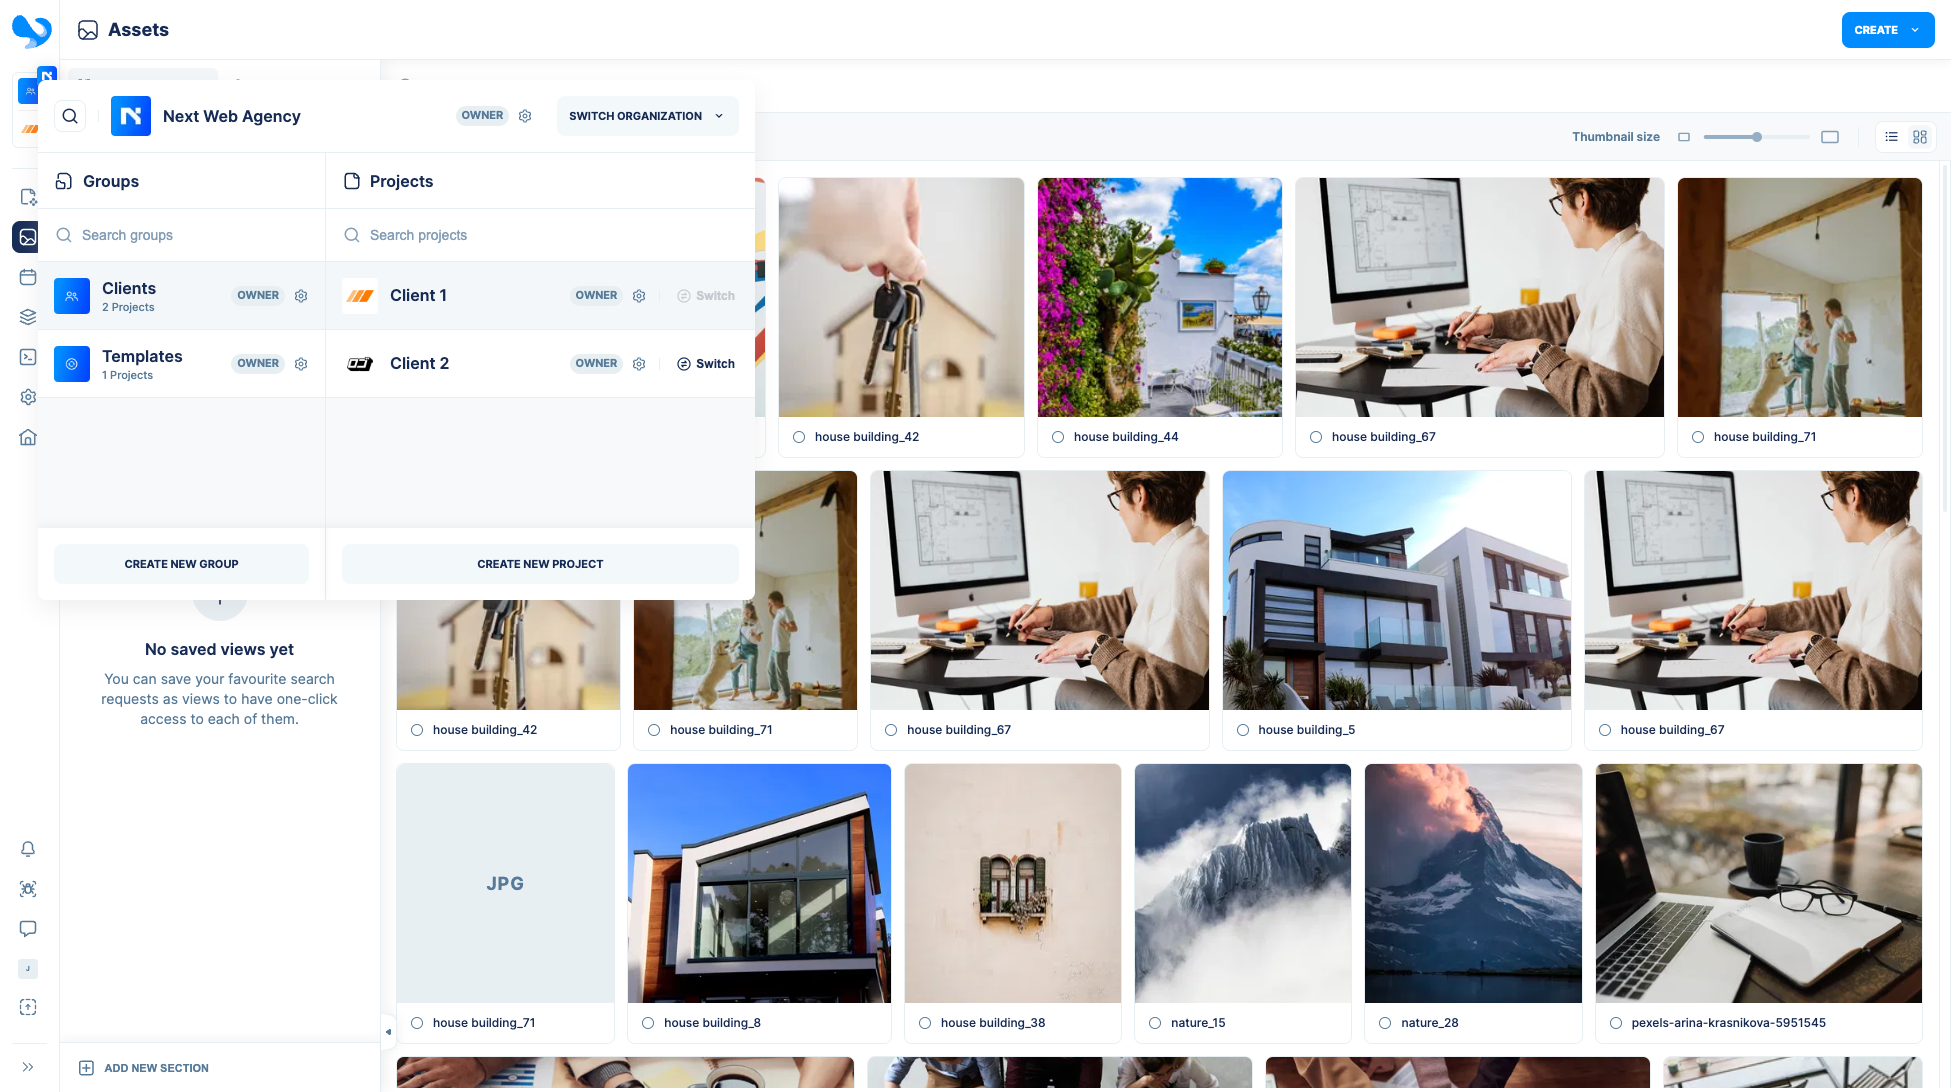 Assets
CREATE
Next Web Agency
OWNER
SWITCH ORGANIZATION
Thumbnail size
Groups
Projects
Search groups
Search projects
Clients
2 Projects
OWNER
Client 1
OWNER
Switch
Templates
1 Projects
OWNER
Client 2
OWNER
Switch
CREATE NEW GROUP
CREATE NEW PROJECT
house building_42
house building_44
house building_67
house building_71
No saved views yet
You can save your favourite search
requests as views to have one-click
access to each of them.
house building_42
house building_71
house building_67
house building_5
house building_67
JPG
house building_71
house building_8
house building_38
nature_15
nature_28
pexels-arina-krasnikova-5951545
J
ADD NEW SECTION